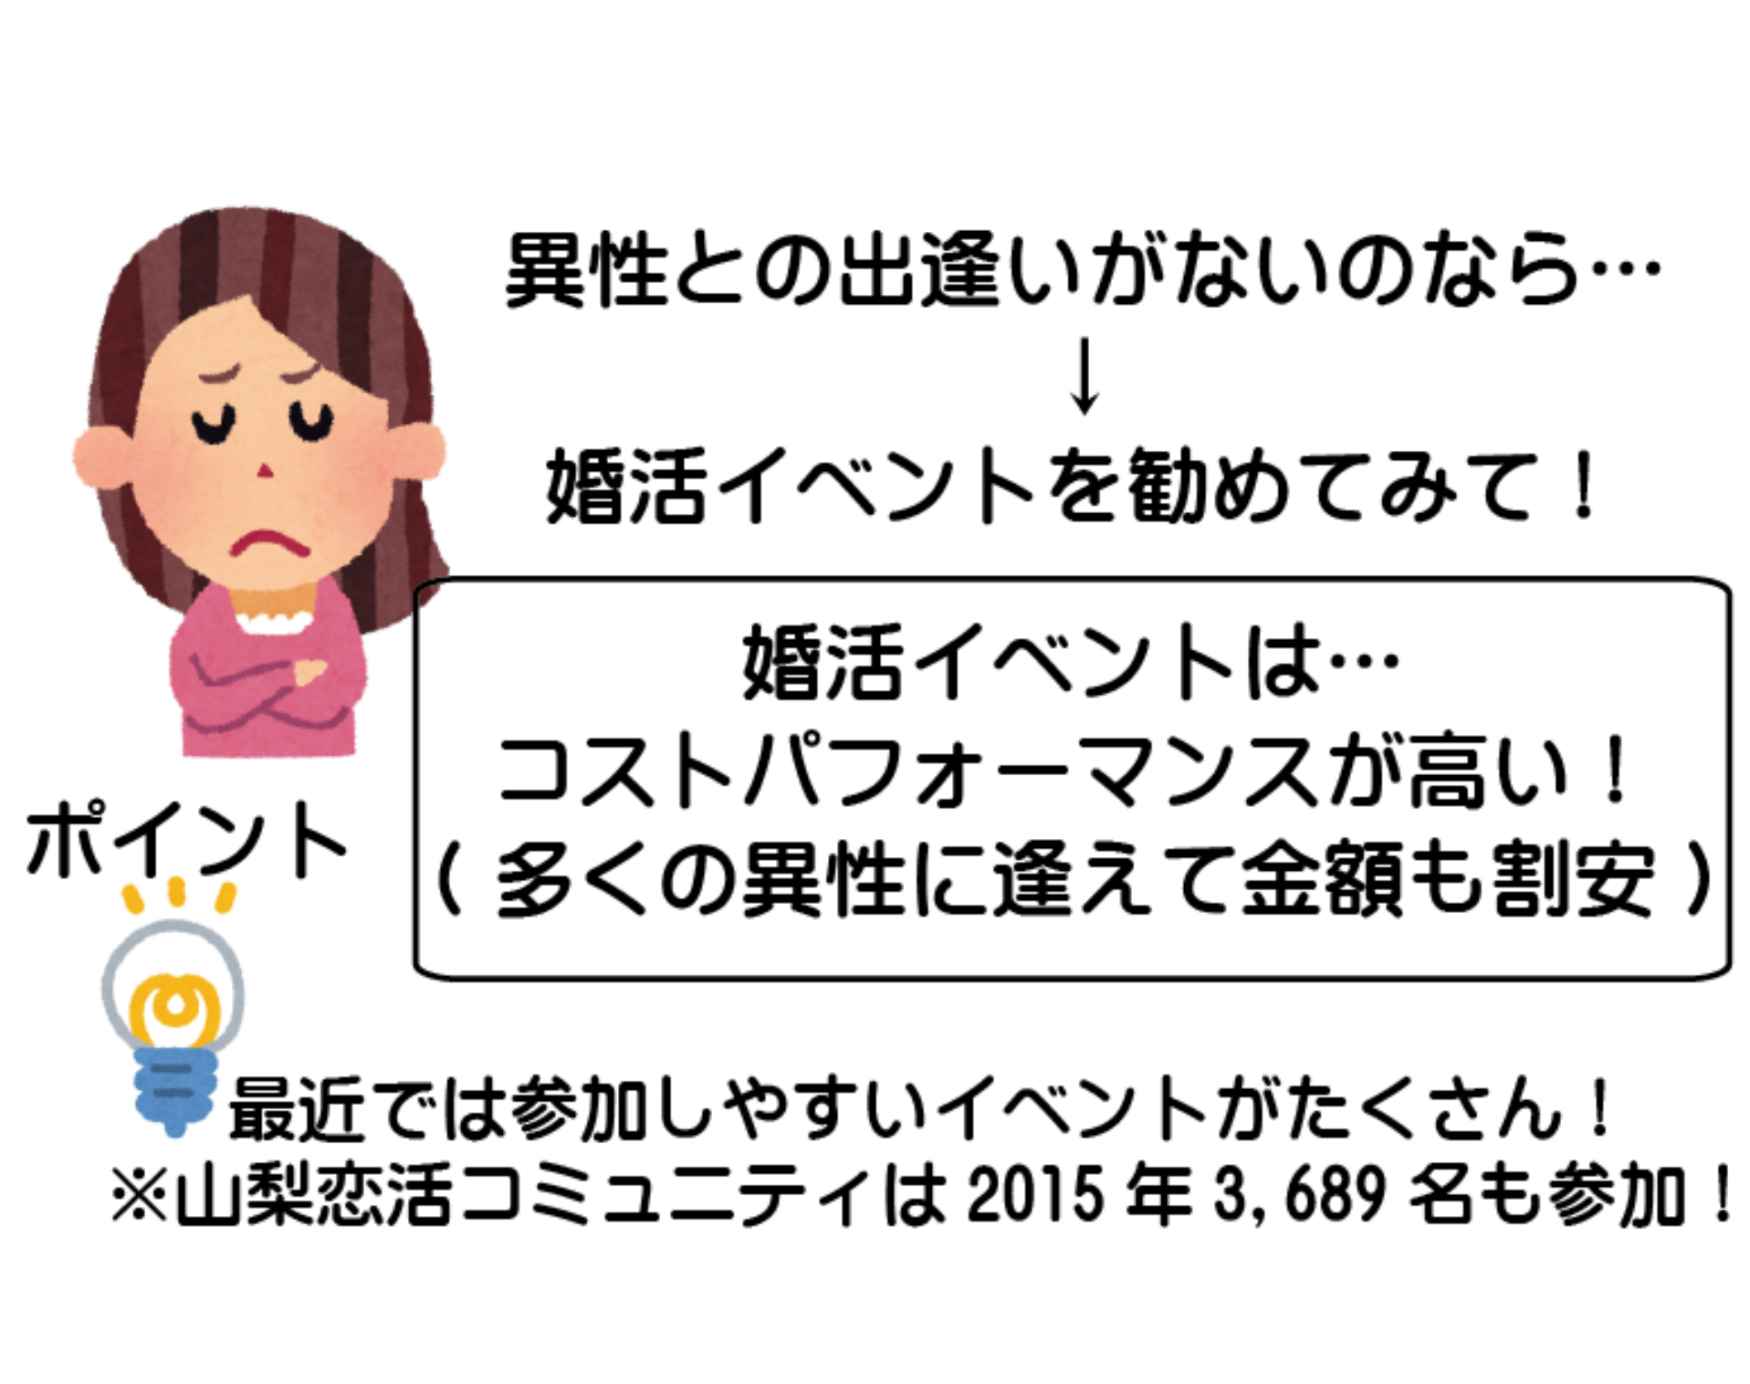 異性との出逢いがないのなら…
↓
婚活イベントを勧めてみて！
婚活イベントは…
コストパフォーマンスが高い！
(多くの異性に逢えて金額も割安)
ポイント
最近では参加しやすいイベントがたくさん！
※山梨恋活コミュニティは2015年3,689名も参加！